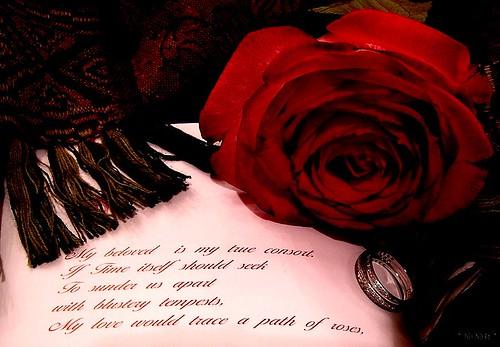 My beloved is my true consort.
If Time itself should seek
To sunder us apart
with blustery tempests,
My love would trace a path of roses,